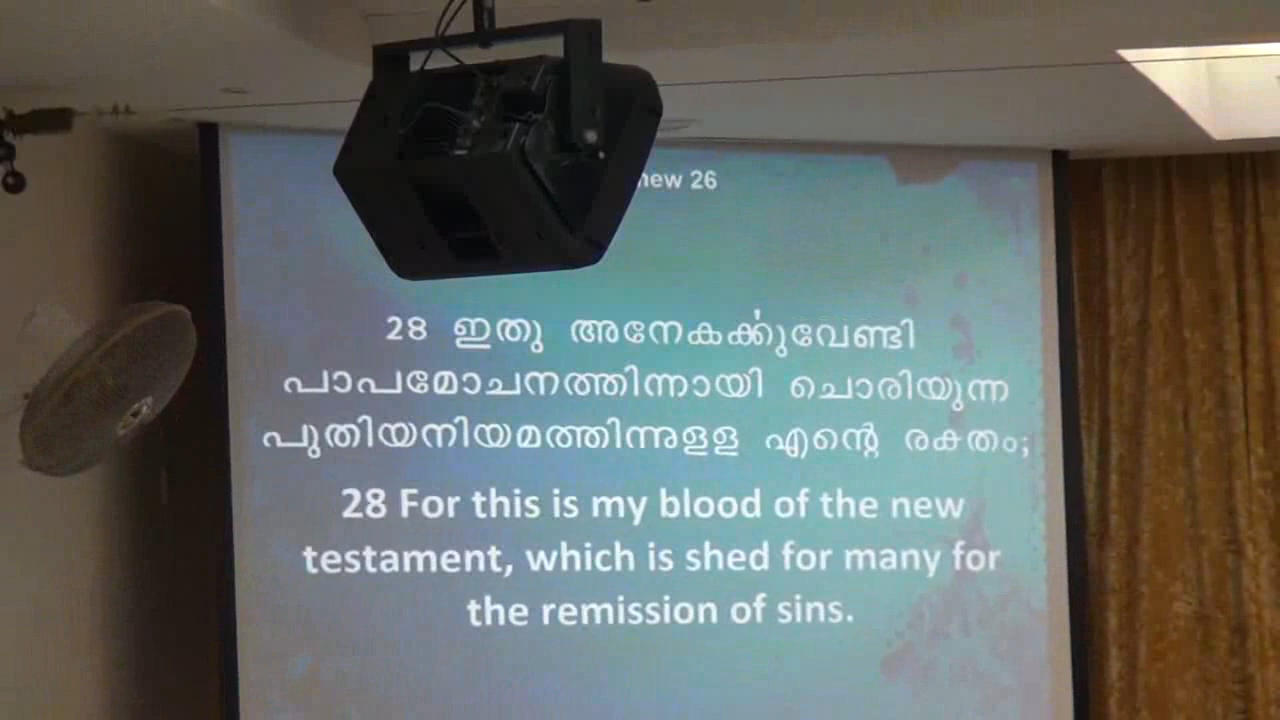 26
28 ഇതു അനേകർക്കുവേണ്ടി
പാപമോചനത്തിന്നായി ചൊരിയുന്ന
പുതിയനിയമത്തിന്നുളള എന്റെ രക്തം;
28 For this is my blood of the new
testament, which is shed for many for
the remission of sins.